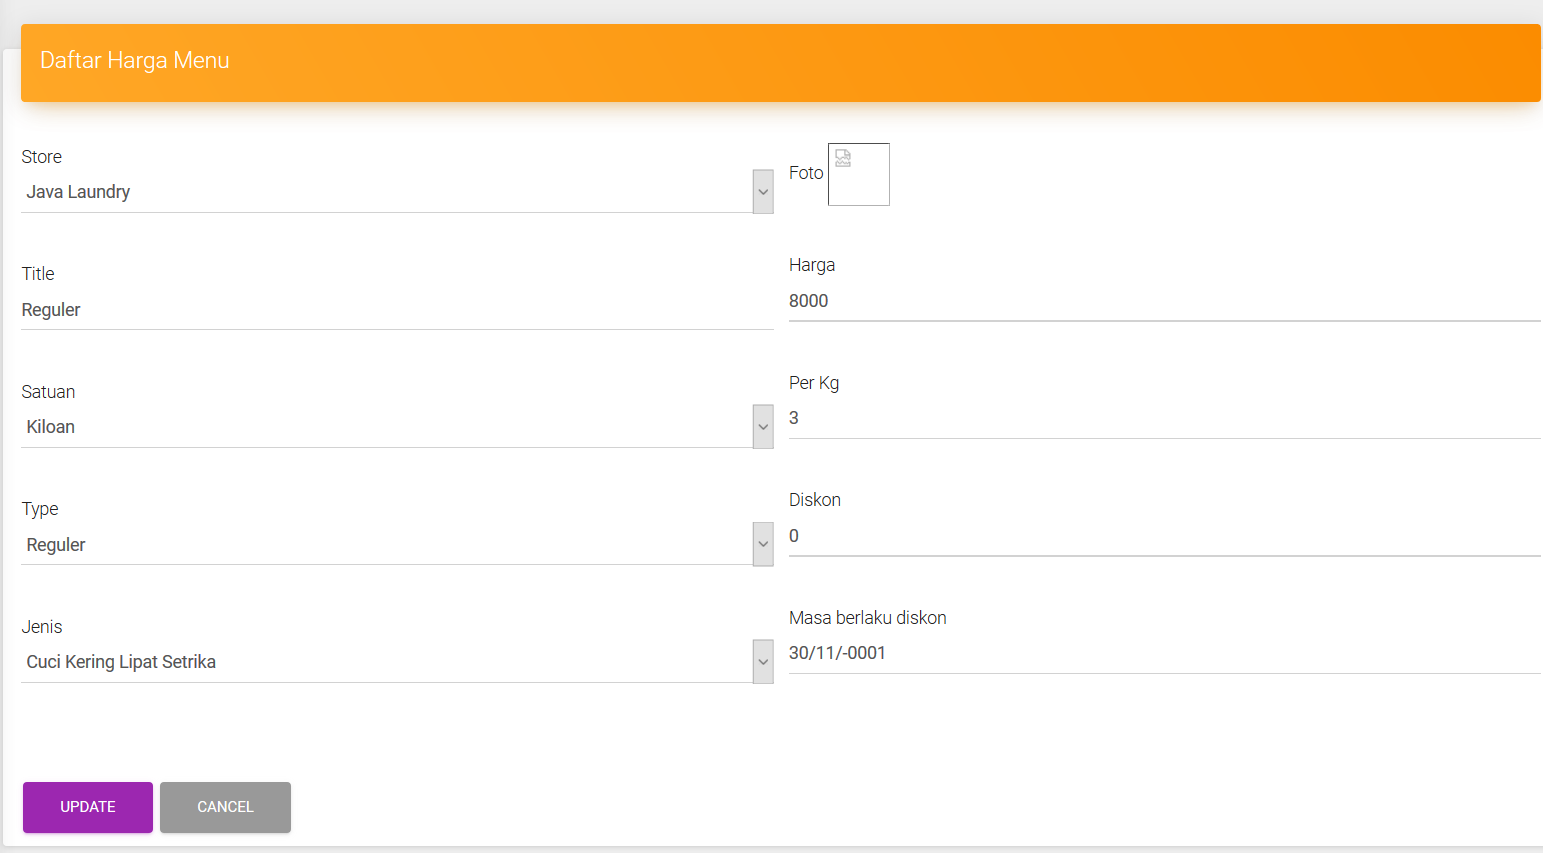 Daftar Harga Menu
Store
Java Laundry
Foto
Title
Reguler
Harga
8000
Satuan
Kiloan
Per Kg
3
Type
Reguler
Diskon
0
Jenis
Cuci Kering Lipat Setrika
Masa berlaku diskon
30/11/-0001
UPDATE
CANCEL